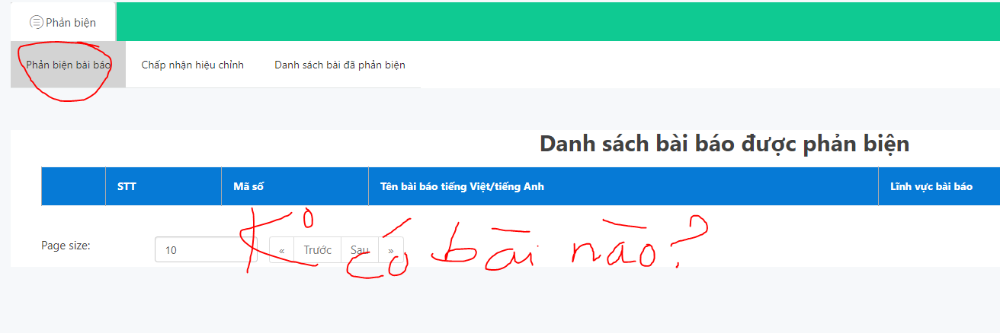 Phản biện
Phản biện bài báo Chấp nhận hiệu chỉnh Danh sách bài đã phản biện
Danh sách bài báo được phản biện
STT Mã số Tên bài báo tiếng Việt/tiếng Anh Lĩnh vực bài báo
K⁰ có bài nào?
Page size: 10 « Trước Sau »